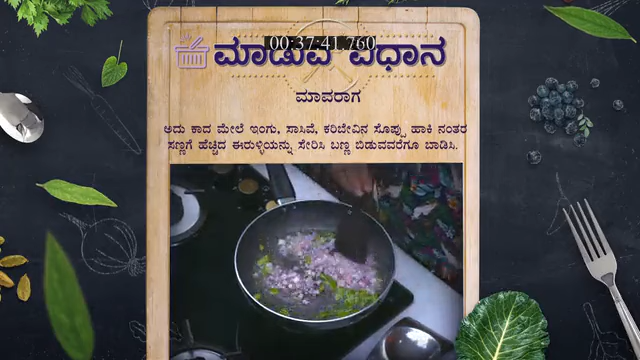 00:37:41.760
ಮಾಡುವ ವಿಧಾನ
ಮಾವರಾಗ
ಅದು ಕಾದ ಮೇಲೆ ಇಂಗು, ಸಾಸಿವೆ, ಕರಿಬೇವಿನ ಸೊಪ್ಪು ಹಾಕಿ ನಂತರ
ಸಣ್ಣಗೆ ಹೆಚ್ಚಿದ ಈರುಳ್ಳಿಯನ್ನು ಸೇರಿಸಿ ಬಣ್ಣ ಬಿಡುವವರೆಗೂ ಬಾಡಿಸಿ.